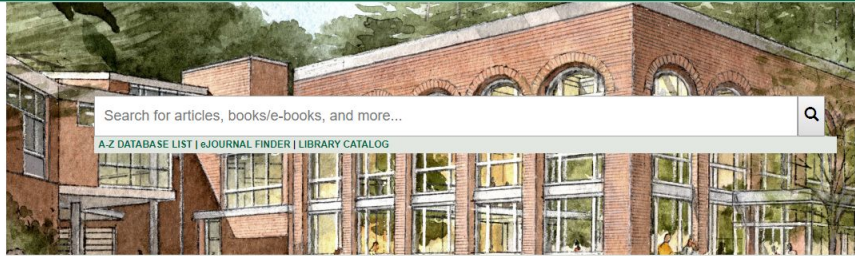 Search for articles, books/e-books, and more...
A-Z DATABASE LIST | eJOURNAL FINDER | LIBRARY CATALOG